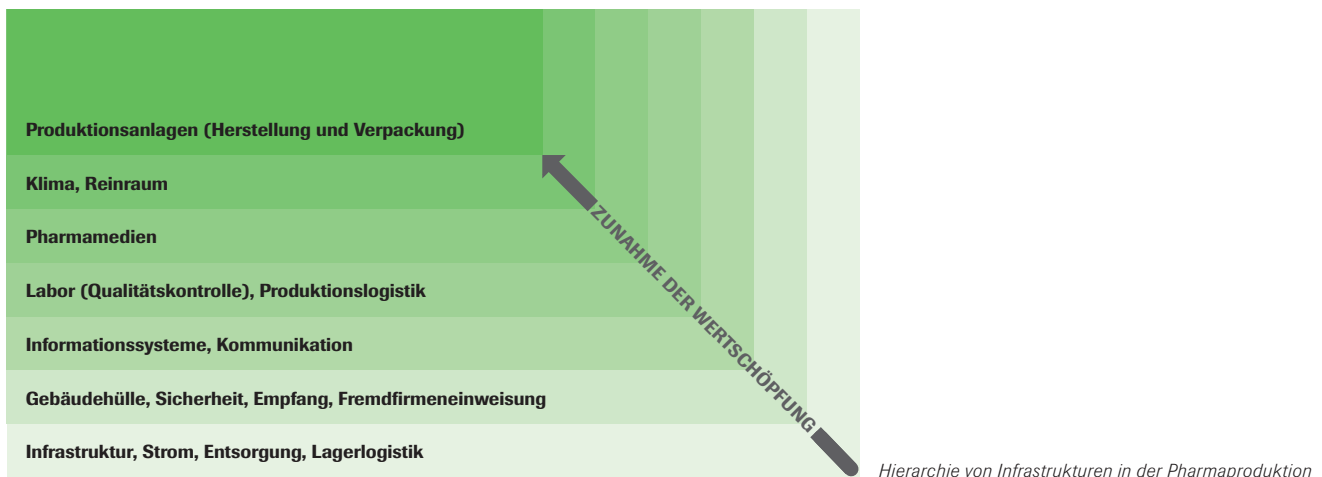 Produktionsanlagen (Herstellung und Verpackung)
Klima, Reinraum
Pharmamedien
Labor (Qualitätskontrolle), Produktionslogistik
Informationssysteme, Kommunikation
Gebäudehülle, Sicherheit, Empfang, Fremdfirmeneinweisung
Infrastruktur, Strom, Entsorgung, Lagerlogistik
ZUNAHME DER WERTSCHÖPFUNG
Hierarchie von Infrastrukturen in der Pharmaproduktion